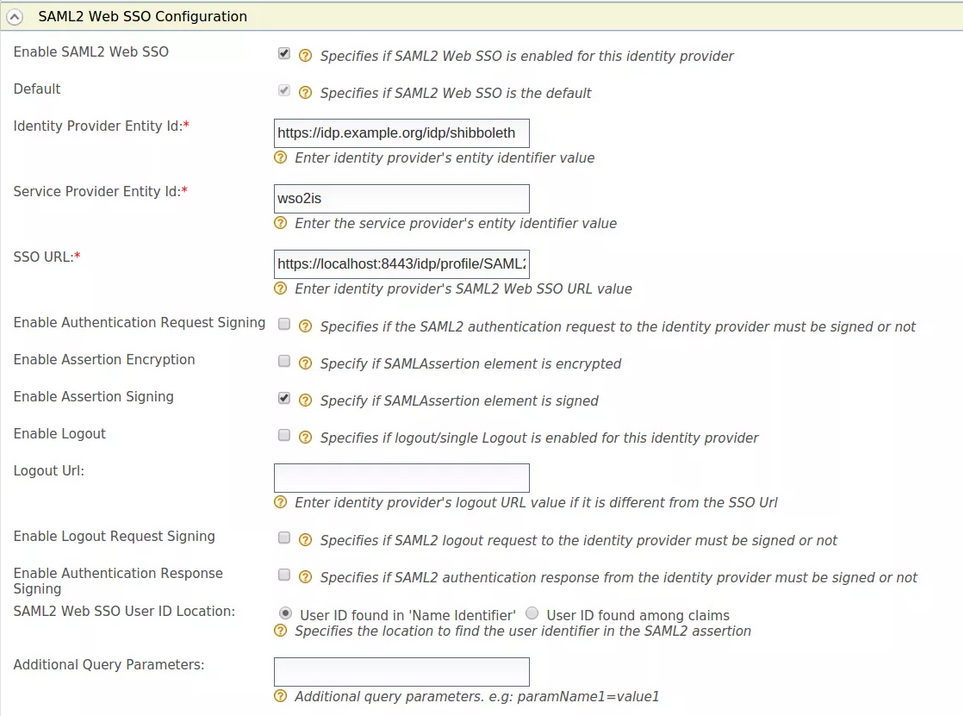 SAML2 Web SSO Configuration
Enable SAML2 Web SSO
? Specifies if SAML2 Web SSO is enabled for this identity provider
Default
? Specifies if SAML2 Web SSO is the default
Identity Provider Entity Id:*
https://idp.example.org/idp/shibboleth
? Enter identity provider's entity identifier value
Service Provider Entity Id:*
wso2is
? Enter the service provider's entity identifier value
SSO URL:*
https://localhost:8443/idp/profile/SAML2
? Enter identity provider's SAML2 Web SSO URL value
Enable Authentication Request Signing
? Specifies if the SAML2 authentication request to the identity provider must be signed or not
Enable Assertion Encryption
? Specify if SAMLAssertion element is encrypted
Enable Assertion Signing
? Specify if SAMLAssertion element is signed
Enable Logout
? Specifies if logout/single Logout is enabled for this identity provider
Logout Url:
? Enter identity provider's logout URL value if it is different from the SSO Url
Enable Logout Request Signing
? Specifies if SAML2 logout request to the identity provider must be signed or not
Enable Authentication Response
Signing
? Specifies if SAML2 authentication response from the identity provider must be signed or not
SAML2 Web SSO User ID Location:
User ID found in 'Name Identifier' User ID found among claims
? Specifies the location to find the user identifier in the SAML2 assertion
Additional Query Parameters:
? Additional query parameters. e.g: paramName1=value1